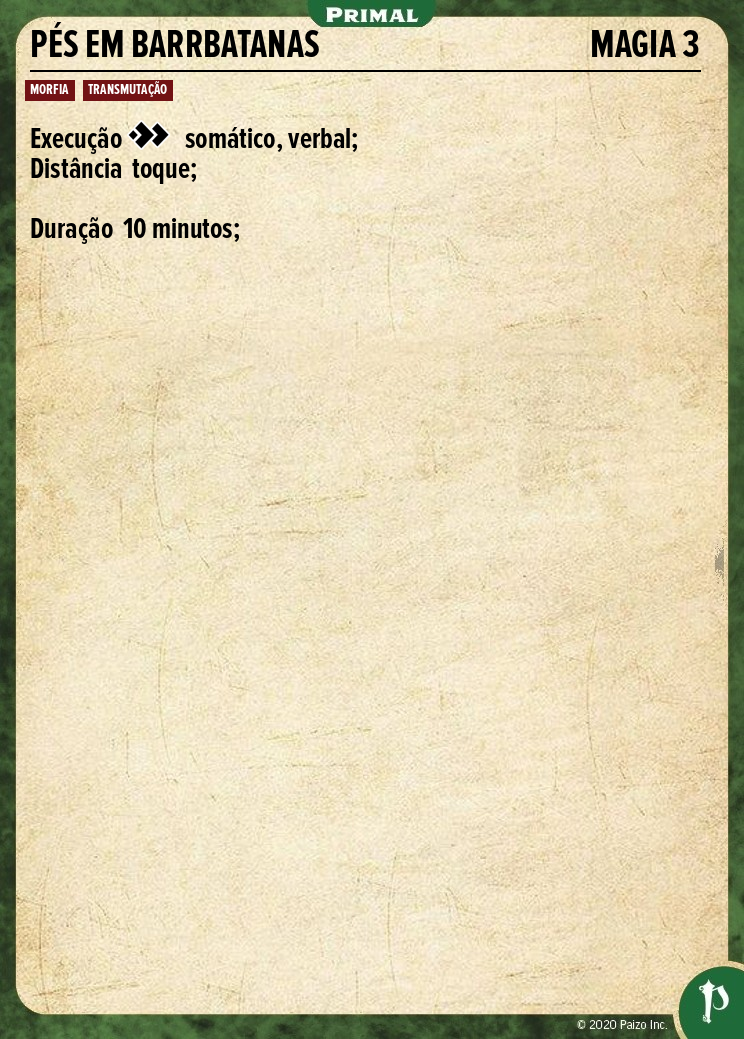 PRIMAL
PÉS EM BARRBATANAS MAGIA 3
MORFIA TRANSMUTAÇÃO
Execução somático, verbal;
Distância toque;
Duração 10 minutos;
© 2020 Paizo Inc.